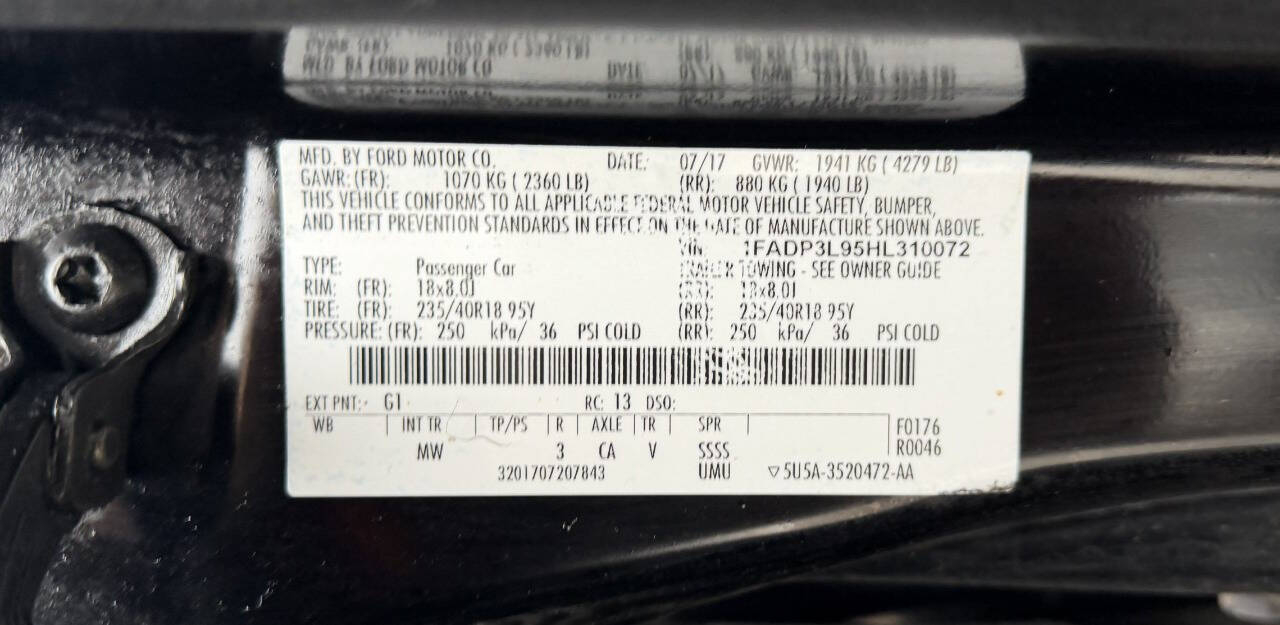 MFD. BY FORD MOTOR CO. DATE: 07/17 GVWR: 1941 KG ( 4279 LB)
GAWR: (FR): 1070 KG ( 2360 LB) (RR): 880 KG ( 1940 LB)
THIS VEHICLE CONFORMS TO ALL APPLICABLE FEDERAL MOTOR VEHICLE SAFETY, BUMPER,
AND THEFT PREVENTION STANDARDS IN EFFECT ON THE DATE OF MANUFACTURE SHOWN ABOVE.
VIN: 1FADP3L95HL310072
TYPE: Passenger Car TRAILER TOWING - SEE OWNER GUIDE
RIM: (FR): 18x8.0J (RR): 18x8.0J
TIRE: (FR): 235/40R18 95Y (RR): 235/40R18 95Y
PRESSURE: (FR): 250 kPa/ 36 PSI COLD (RR): 250 kPa/ 36 PSI COLD
EXT PNT: G1 RC: 13 DSO:
WB INT TR TP/PS R AXLE TR SPR F0176
MW 3 CA V SSSS R0046
3201707207843 UMU ▽5U5A-3520472-AA